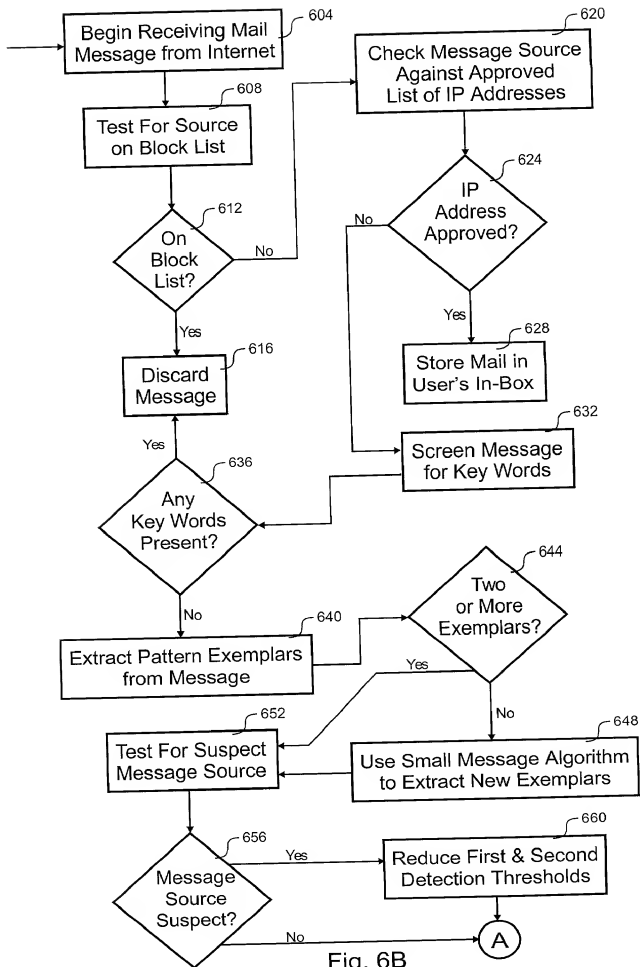 Begin Receiving Mail
Message from Internet
604
Test For Source
on Block List
608
On
Block
List?
612
No
Yes
Discard
Message
616
Check Message Source
Against Approved
List of IP Addresses
620
IP
Address
Approved?
624
No
Yes
Store Mail in
User's In-Box
628
Screen Message
for Key Words
632
Any
Key Words
Present?
636
Yes
No
Extract Pattern Exemplars
from Message
640
Two
or More
Exemplars?
644
Yes
No
Use Small Message Algorithm
to Extract New Exemplars
648
Test For Suspect
Message Source
652
Message
Source
Suspect?
656
Yes
No
Reduce First & Second
Detection Thresholds
660
A
Fig. 6B